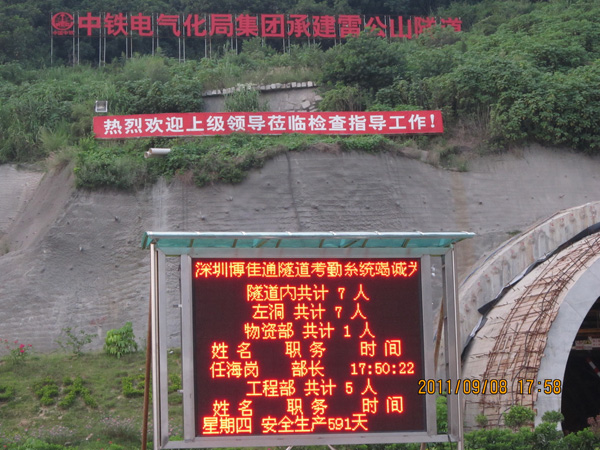 中铁电气化局集团承建雷公山隧道
热烈欢迎上级领导莅临检查指导工作！
深圳博佳通隧道考勤系统竭诚为
隧道内共计 7 人
左洞 共计 7 人
物资部 共计 1 人
姓名 职务 时间
任海岗 部长 17:50:22
工程部 共计 5 人
姓名 职务 时间
星期四 安全生产591天
2011/09/08 17:58